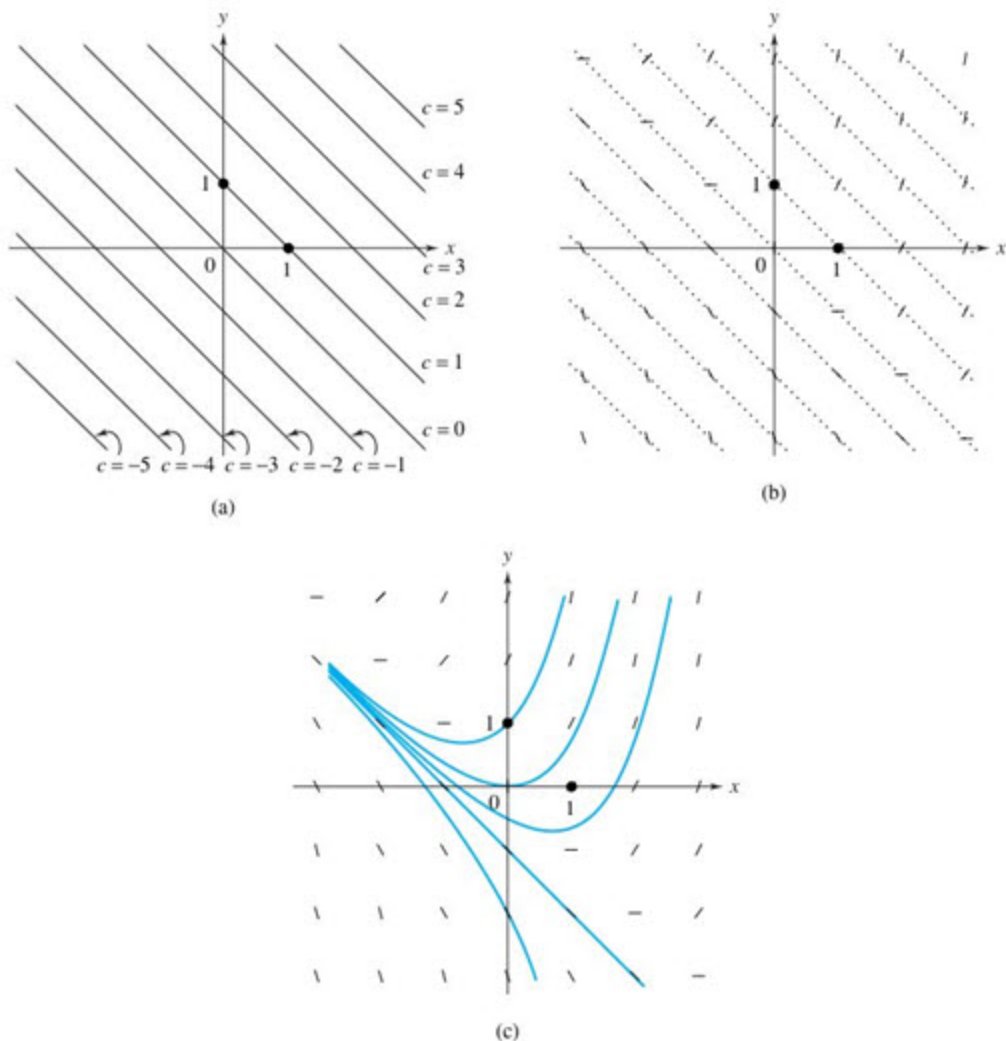 y
c = 5
1
c = 4
x
0
1
c = 3
c = 2
c = 1
c = 0
c = −5 c = −4 c = −3 c = −2 c = −1
(a)
y
1
x
0
1
(b)
y
1
x
0
1
(c)